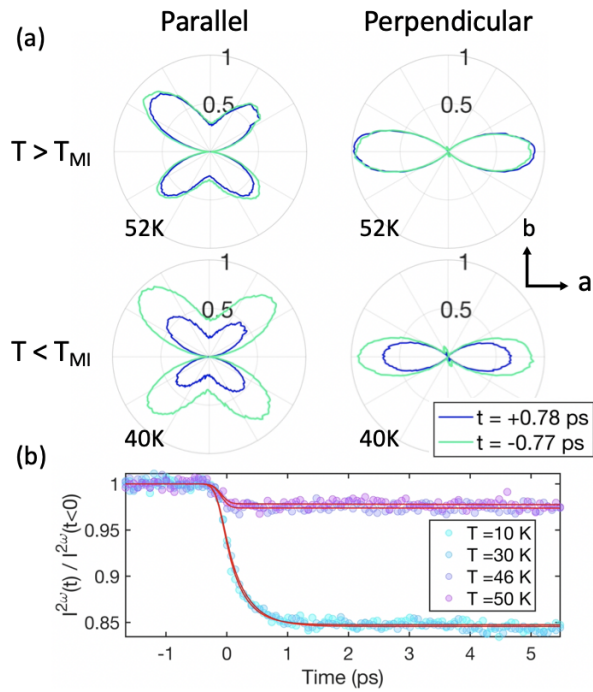 Parallel Perpendicular
(a)
1 1
0.5 0.5
T > T_MI
52K 52K
b
a
1 1
0.5 0.5
T < T_MI
40K 40K
t = +0.78 ps
t = -0.77 ps
(b)
I²ω(t) / I²ω(t<0)
1
0.95
0.9
0.85
T =10 K
T =30 K
T =46 K
T =50 K
-1 0 1 2 3 4 5
Time (ps)